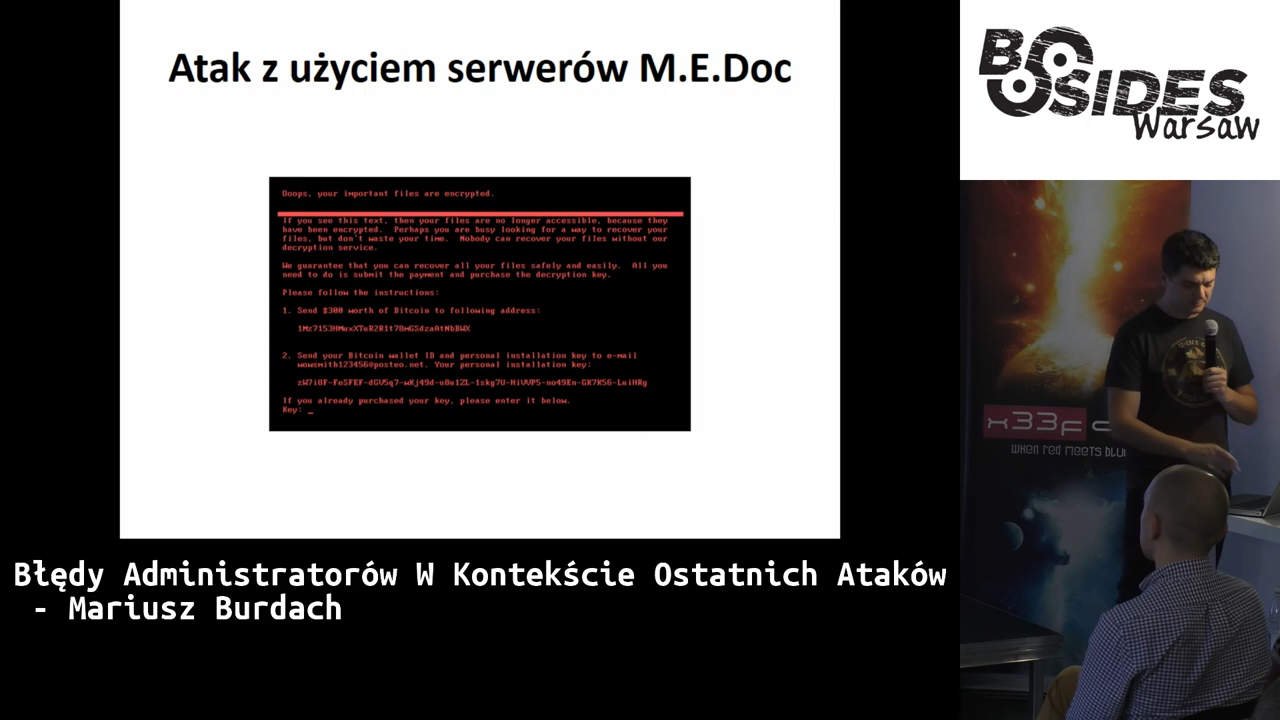 Atak z użyciem serwerów M.E.Doc
Ooops, your important files are encrypted.
If you see this text, then your files are no longer accessible, because they
have been encrypted. Perhaps you are busy looking for a way to recover your
files, but don't waste your time. Nobody can recover your files without our
decryption service.
We guarantee that you can recover all your files safely and easily. All you
need to do is submit the payment and purchase the decryption key.
Please follow the instructions:
1. Send $300 worth of Bitcoin to following address:
2. Send your Bitcoin wallet ID and personal installation key to e-mail
wowsmith123456@posteo.net. Your personal installation key:
If you already purchased your key, please enter it below.
Key: _
Błędy Administratorów W Kontekście Ostatnich Ataków
- Mariusz Burdach
BSIDES
Warsaw
x33f
WHEN RED MEETS BLU